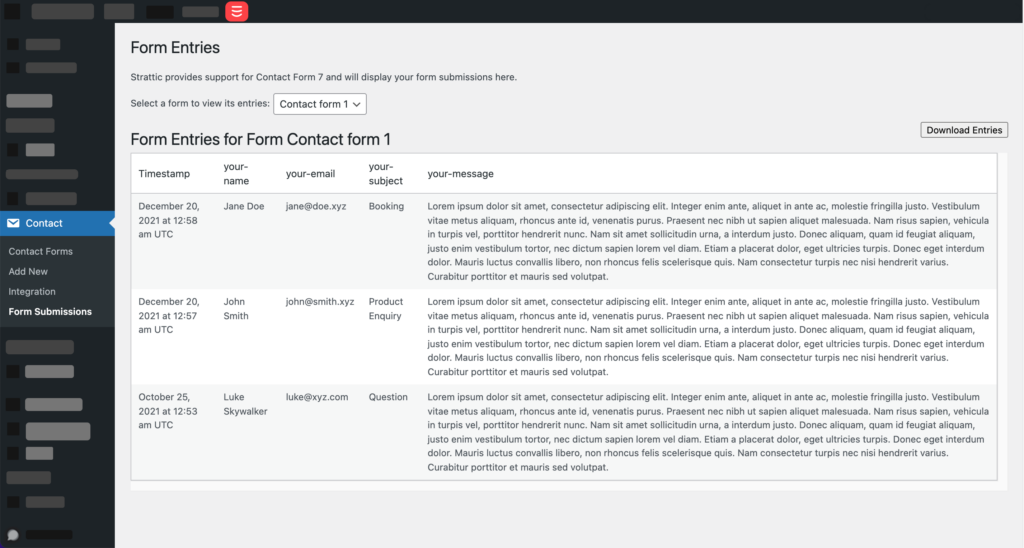 Form Entries
Strattic provides support for Contact Form 7 and will display your form submissions here.
Select a form to view its entries: Contact form 1
Download Entries
Form Entries for Form Contact form 1
Timestamp
your-
name
your-email
your-
subject
your-message
December 20,
2021 at 12:58
am UTC
Jane Doe
jane@doe.xyz
Booking
Lorem ipsum dolor sit amet, consectetur adipiscing elit. Integer enim ante, aliquet in ante ac, molestie fringilla justo. Vestibulum
vitae metus aliquam, rhoncus ante id, venenatis purus. Praesent nec nibh ut sapien aliquet malesuada. Nam risus sapien, vehicula
in turpis vel, porttitor hendrerit nunc. Nam sit amet sollicitudin urna, a interdum justo. Donec aliquam, quam id feugiat aliquam,
justo enim vestibulum tortor, nec dictum sapien lorem vel diam. Etiam a placerat dolor, eget ultricies turpis. Donec eget interdum
dolor. Mauris luctus convallis libero, non rhoncus felis scelerisque quis. Nam consectetur turpis nec nisi hendrerit varius.
Curabitur porttitor et mauris sed volutpat.
December 20,
2021 at 12:57
am UTC
John
Smith
john@smith.xyz
Product
Enquiry
Lorem ipsum dolor sit amet, consectetur adipiscing elit. Integer enim ante, aliquet in ante ac, molestie fringilla justo. Vestibulum
vitae metus aliquam, rhoncus ante id, venenatis purus. Praesent nec nibh ut sapien aliquet malesuada. Nam risus sapien, vehicula
in turpis vel, porttitor hendrerit nunc. Nam sit amet sollicitudin urna, a interdum justo. Donec aliquam, quam id feugiat aliquam,
justo enim vestibulum tortor, nec dictum sapien lorem vel diam. Etiam a placerat dolor, eget ultricies turpis. Donec eget interdum
dolor. Mauris luctus convallis libero, non rhoncus felis scelerisque quis. Nam consectetur turpis nec nisi hendrerit varius.
Curabitur porttitor et mauris sed volutpat.
October 25,
2021 at 12:53
am UTC
Luke
Skywalker
luke@xyz.com
Question
Lorem ipsum dolor sit amet, consectetur adipiscing elit. Integer enim ante, aliquet in ante ac, molestie fringilla justo. Vestibulum
vitae metus aliquam, rhoncus ante id, venenatis purus. Praesent nec nibh ut sapien aliquet malesuada. Nam risus sapien, vehicula
in turpis vel, porttitor hendrerit nunc. Nam sit amet sollicitudin urna, a interdum justo. Donec aliquam, quam id feugiat aliquam,
justo enim vestibulum tortor, nec dictum sapien lorem vel diam. Etiam a placerat dolor, eget ultricies turpis. Donec eget interdum
dolor. Mauris luctus convallis libero, non rhoncus felis scelerisque quis. Nam consectetur turpis nec nisi hendrerit varius.
Curabitur porttitor et mauris sed volutpat.
Contact
Contact Forms
Add New
Integration
Form Submissions